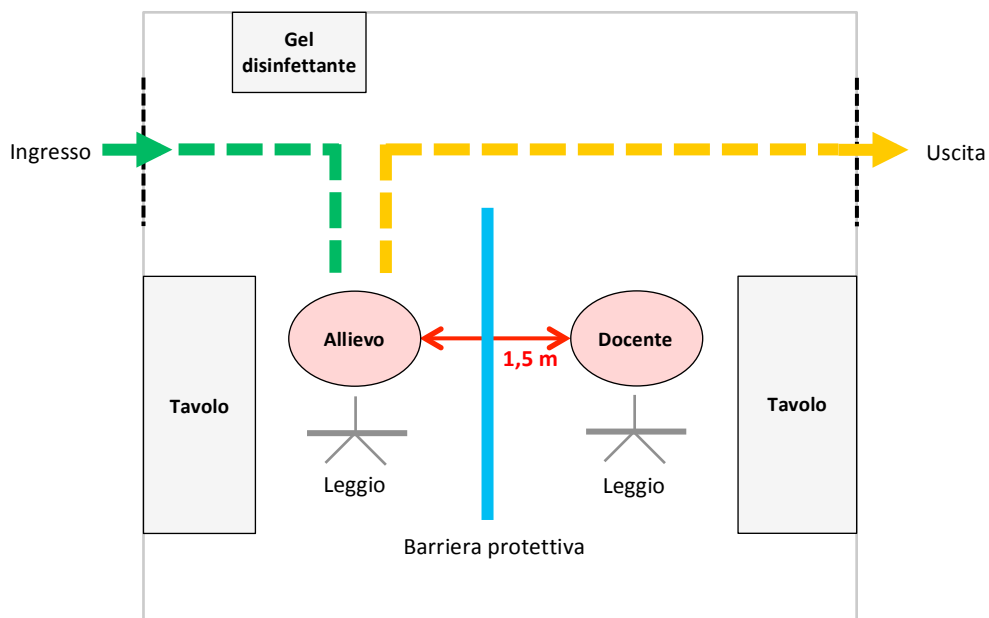 Gel
disinfettante
Ingresso
Uscita
Allievo
1,5 m
Docente
Tavolo
Tavolo
Leggio
Leggio
Barriera protettiva